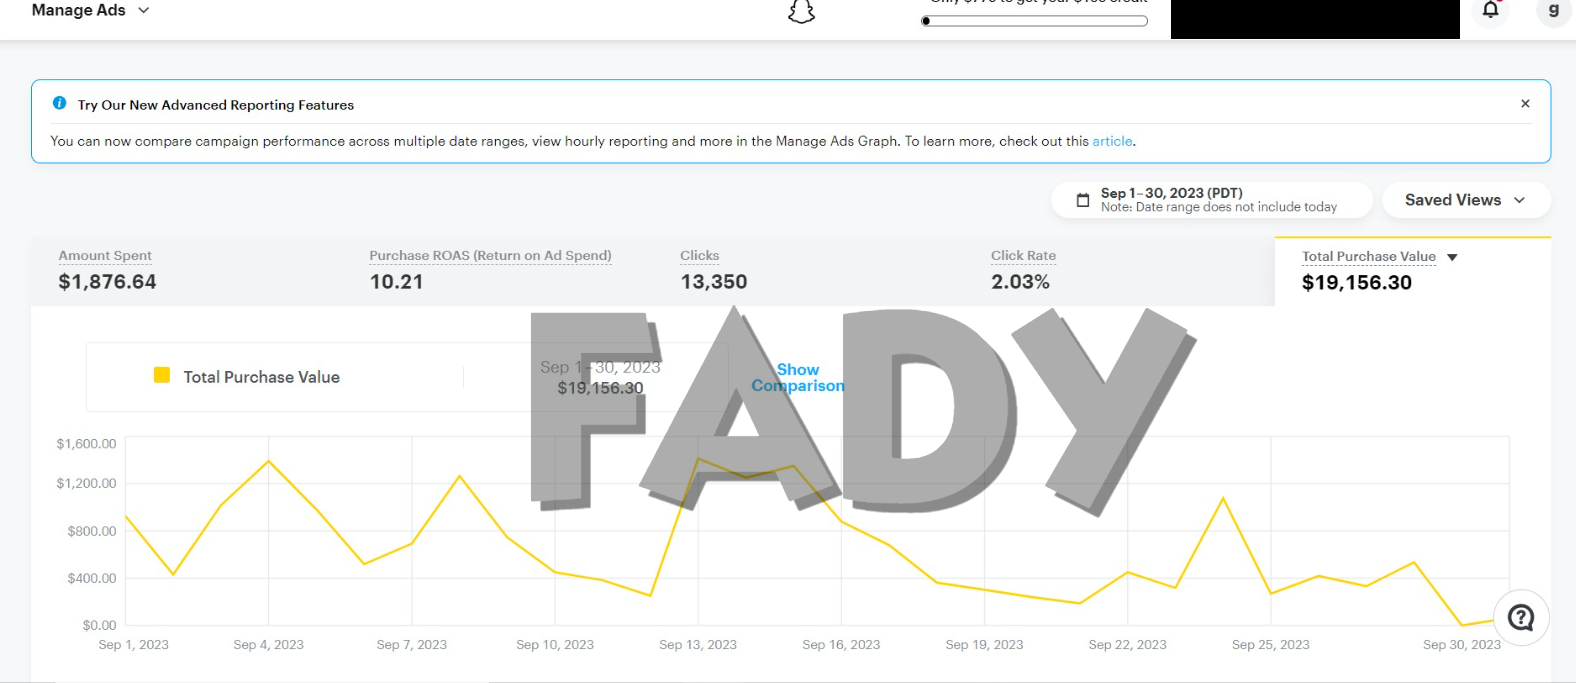 Manage Ads
g
Try Our New Advanced Reporting Features
You can now compare campaign performance across multiple date ranges, view hourly reporting and more in the Manage Ads Graph. To learn more, check out this article.
Sep 1–30, 2023 (PDT)
Note: Date range does not include today
Saved Views
Amount Spent
$1,876.64
Purchase ROAS (Return on Ad Spend)
10.21
Clicks
13,350
Click Rate
2.03%
Total Purchase Value
$19,156.30
FADY
Total Purchase Value
Sep 1–30, 2023
$19,156.30
Show
Comparison
$1,600.00
$1,200.00
$800.00
$400.00
$0.00
Sep 1, 2023
Sep 4, 2023
Sep 7, 2023
Sep 10, 2023
Sep 13, 2023
Sep 16, 2023
Sep 19, 2023
Sep 22, 2023
Sep 25, 2023
Sep 30, 2023